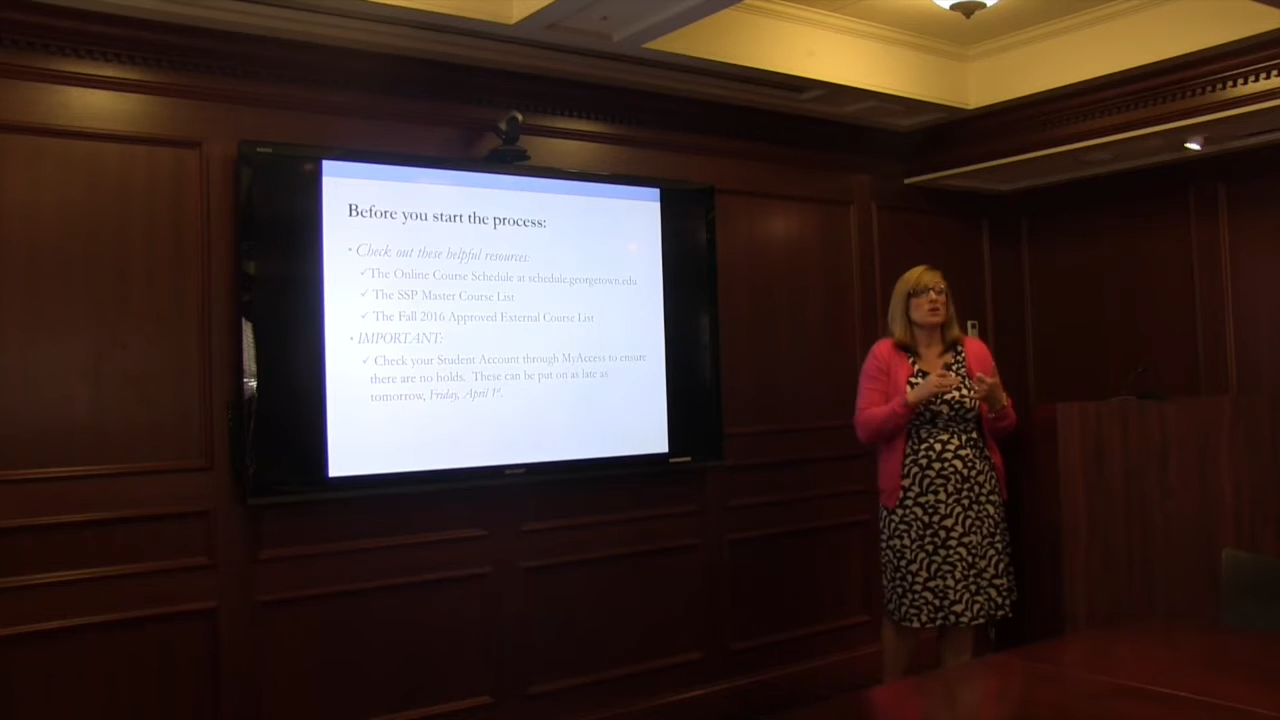 Before you start the process:
• Check out these helpful resources:
✓The Online Course Schedule at schedule.georgetown.edu
✓ The SSP Master Course List
✓ The Fall 2016 Approved External Course List
• IMPORTANT:
✓ Check your Student Account through MyAccess to ensure
there are no holds. These can be put on as late as
tomorrow, Friday, April 1st.